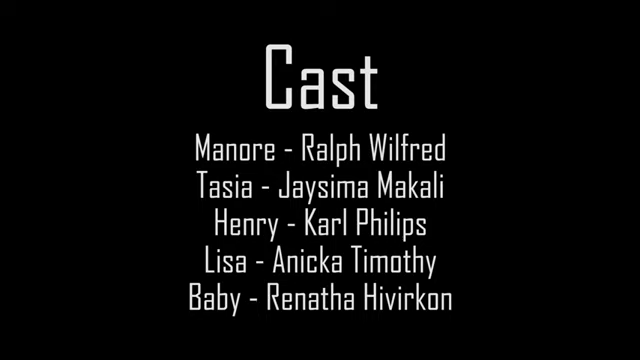 Cast
Manore - Ralph Wilfred
Tasia - Jaysima Makali
Henry - Karl Philips
Lisa - Anicka Timothy
Baby - Renatha Hivirkon